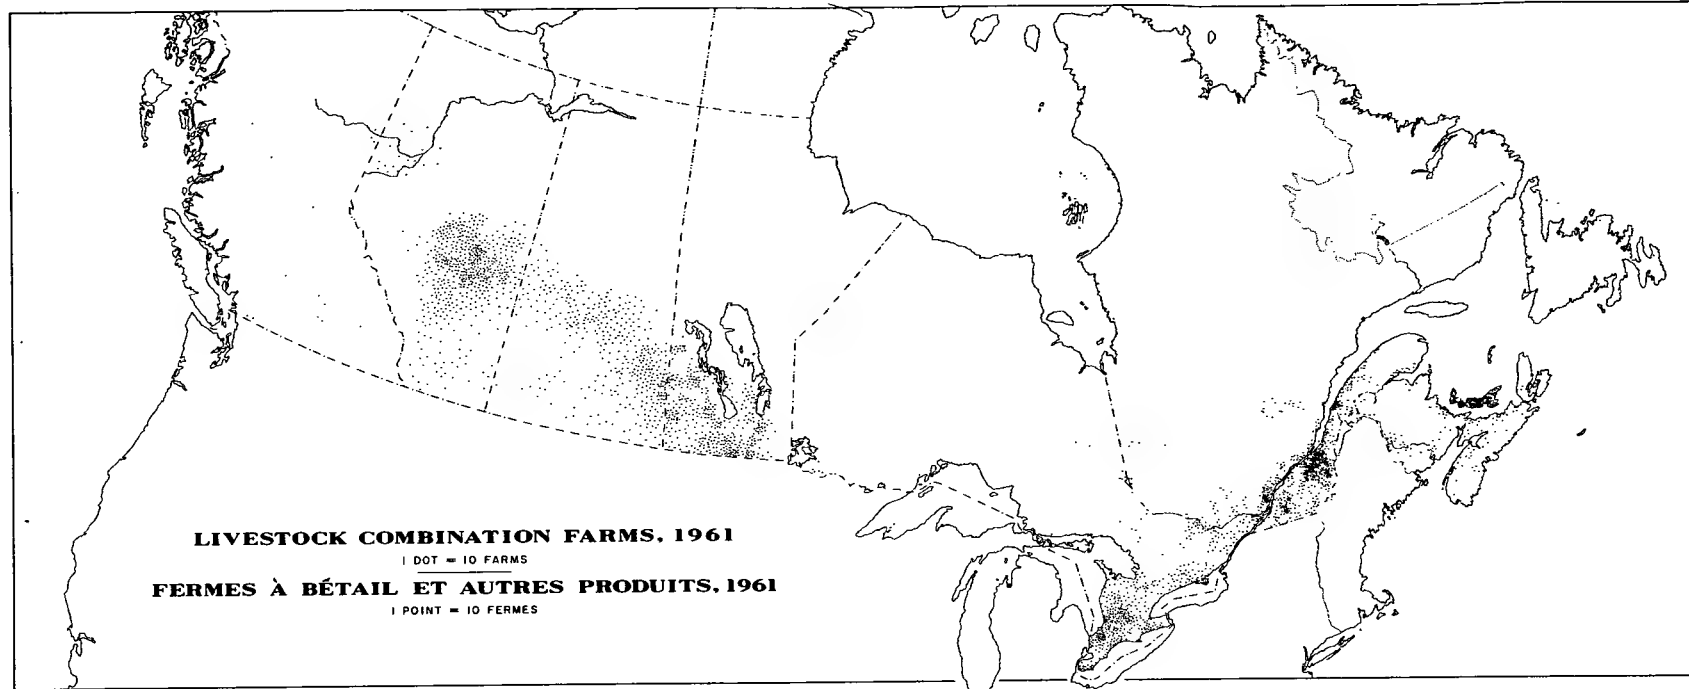 LIVESTOCK COMBINATION FARMS, 1961
1 DOT = 10 FARMS
FERMES À BÉTAIL ET AUTRES PRODUITS, 1961
1 POINT = 10 FERMES